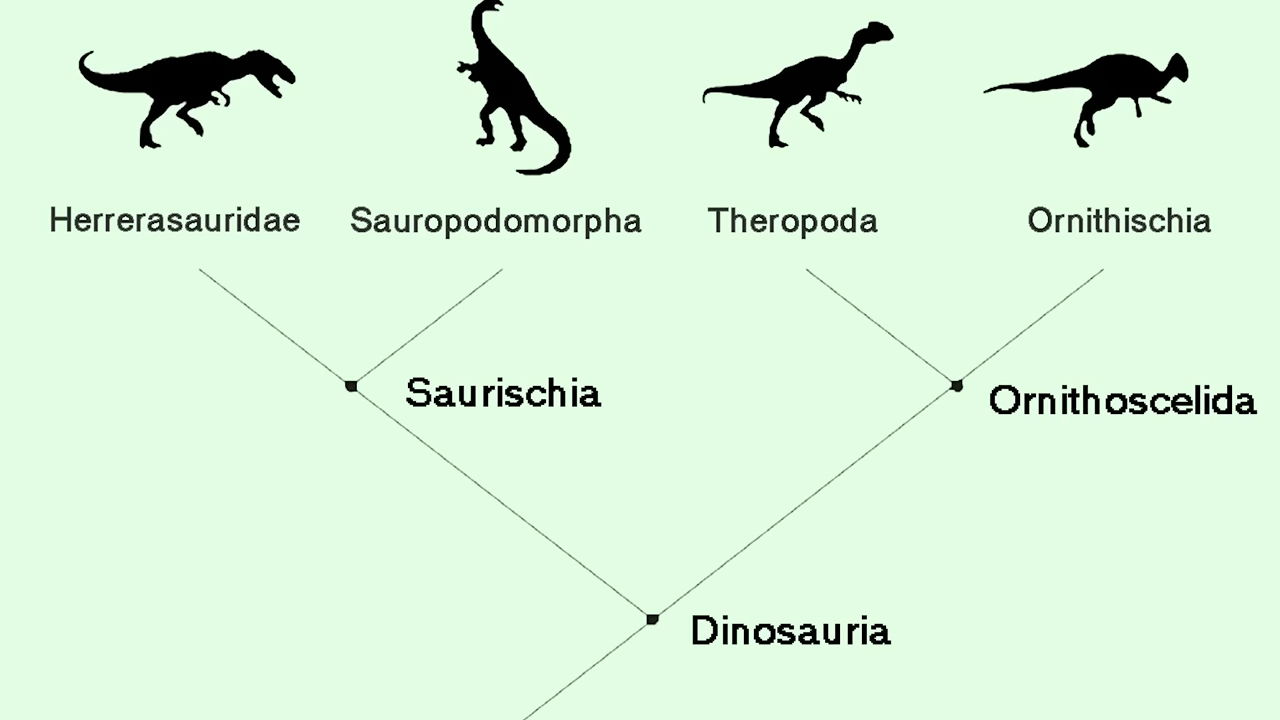 Herrerasauridae
Sauropodomorpha
Theropoda
Ornithischia
Saurischia
Ornithoscelida
Dinosauria